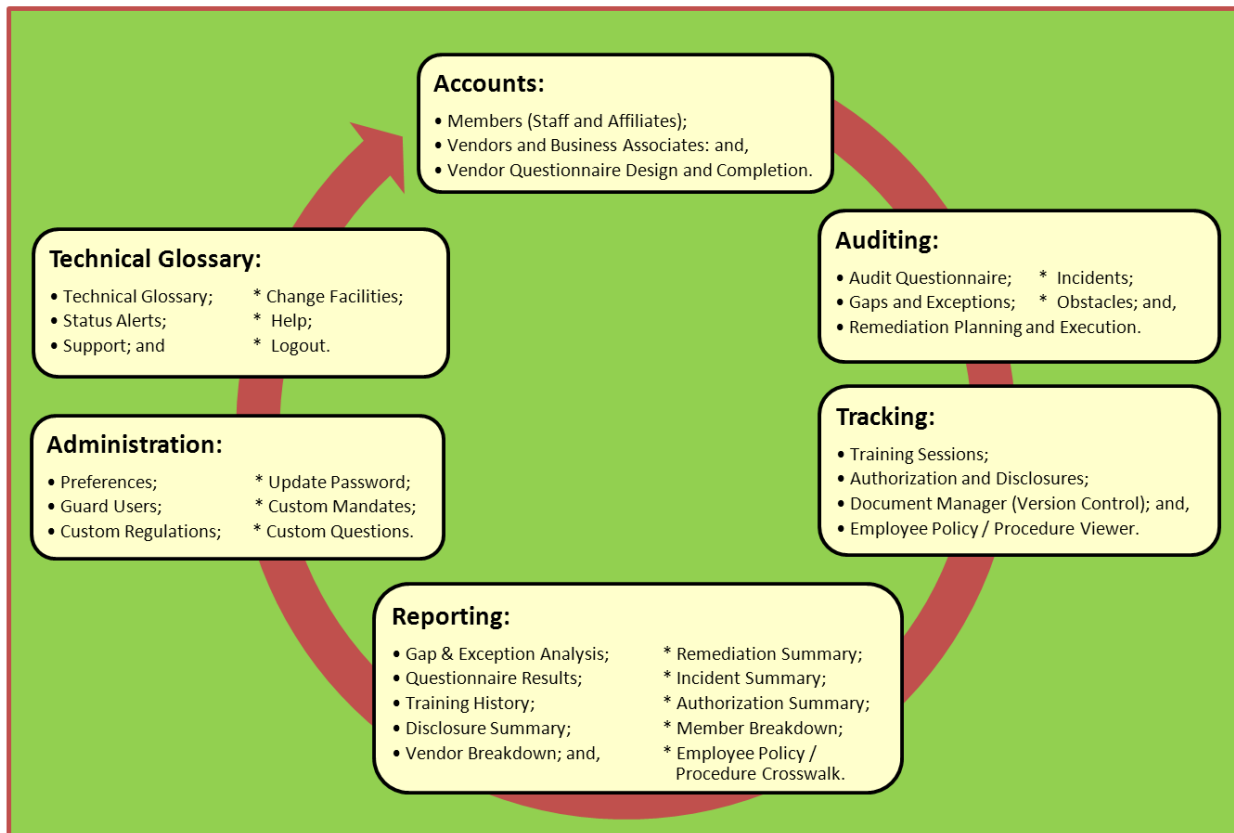 Accounts:
• Members (Staff and Affiliates);
• Vendors and Business Associates: and,
• Vendor Questionnaire Design and Completion.
Auditing:
• Audit Questionnaire; * Incidents;
• Gaps and Exceptions; * Obstacles; and,
• Remediation Planning and Execution.
Tracking:
• Training Sessions;
• Authorization and Disclosures;
• Document Manager (Version Control); and,
• Employee Policy / Procedure Viewer.
Reporting:
• Gap & Exception Analysis; * Remediation Summary;
• Questionnaire Results; * Incident Summary;
• Training History; * Authorization Summary;
• Disclosure Summary; * Member Breakdown;
• Vendor Breakdown; and, * Employee Policy /
Procedure Crosswalk.
Administration:
• Preferences; * Update Password;
• Guard Users; * Custom Mandates;
• Custom Regulations; * Custom Questions.
Technical Glossary:
• Technical Glossary; * Change Facilities;
• Status Alerts; * Help;
• Support; and * Logout.